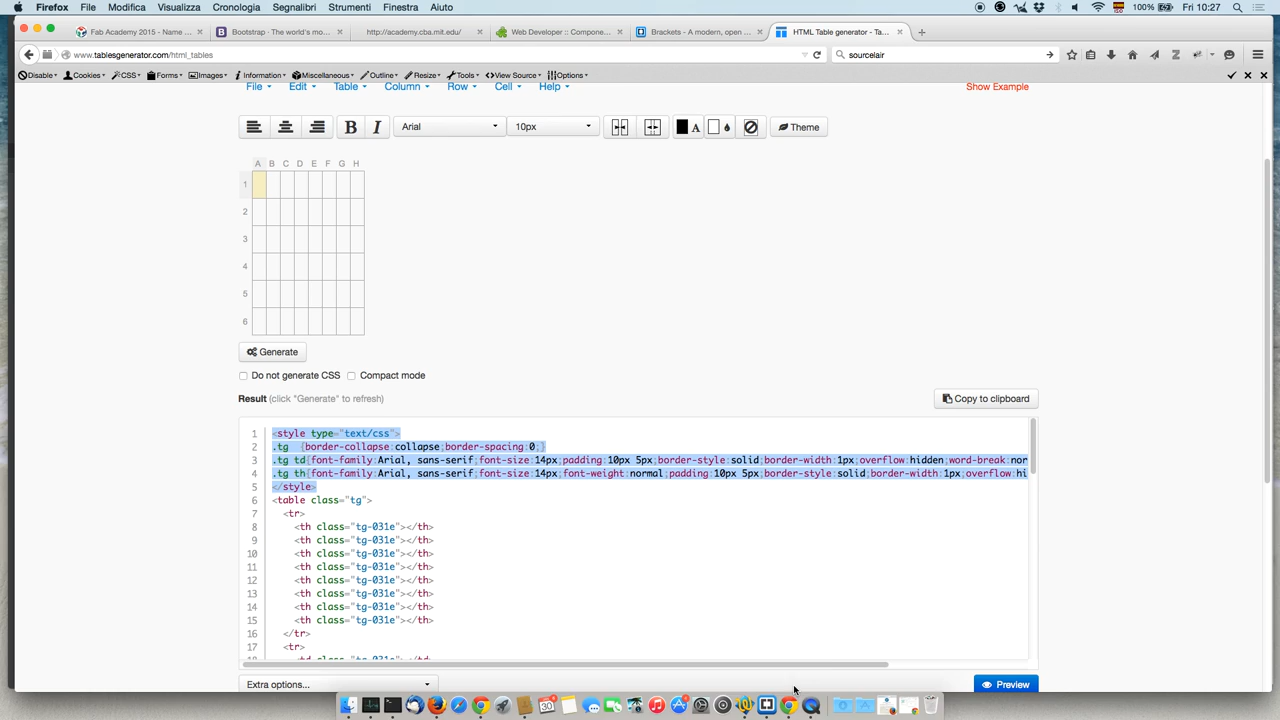 Firefox File Modifica Visualizza Cronologia Segnalibri Strumenti Finestra Aiuto 100% Fri 10:27
Fab Academy 2015 - Name ... Bootstrap · The world's mo... http://academy.cba.mit.edu/ Web Developer :: Compone... Brackets - A modern, open ... HTML Table generator - Ta...
www.tablesgenerator.com/html_tables sourcelair
Disable Cookies CSS Forms Images Information Miscellaneous Outline Resize Tools View Source Options
File Edit Table Column Row Cell Help Show Example
B I Arial 10px A Theme
A B C D E F G H
1
2
3
4
5
6
Generate
Do not generate CSS Compact mode
Result (click "Generate" to refresh) Copy to clipboard
1 <style type="text/css">
2 .tg {border-collapse:collapse;border-spacing:0;}
3 .tg td{font-family:Arial, sans-serif;font-size:14px;padding:10px 5px;border-style:solid;border-width:1px;overflow:hidden;word-break:nor
4 .tg th{font-family:Arial, sans-serif;font-size:14px;font-weight:normal;padding:10px 5px;border-style:solid;border-width:1px;overflow:hi
5 </style>
6 <table class="tg">
7 <tr>
8 <th class="tg-031e"></th>
9 <th class="tg-031e"></th>
10 <th class="tg-031e"></th>
11 <th class="tg-031e"></th>
12 <th class="tg-031e"></th>
13 <th class="tg-031e"></th>
14 <th class="tg-031e"></th>
15 <th class="tg-031e"></th>
16 </tr>
17 <tr>
18 <td class="tg-031e"></td>
Extra options... Preview
30